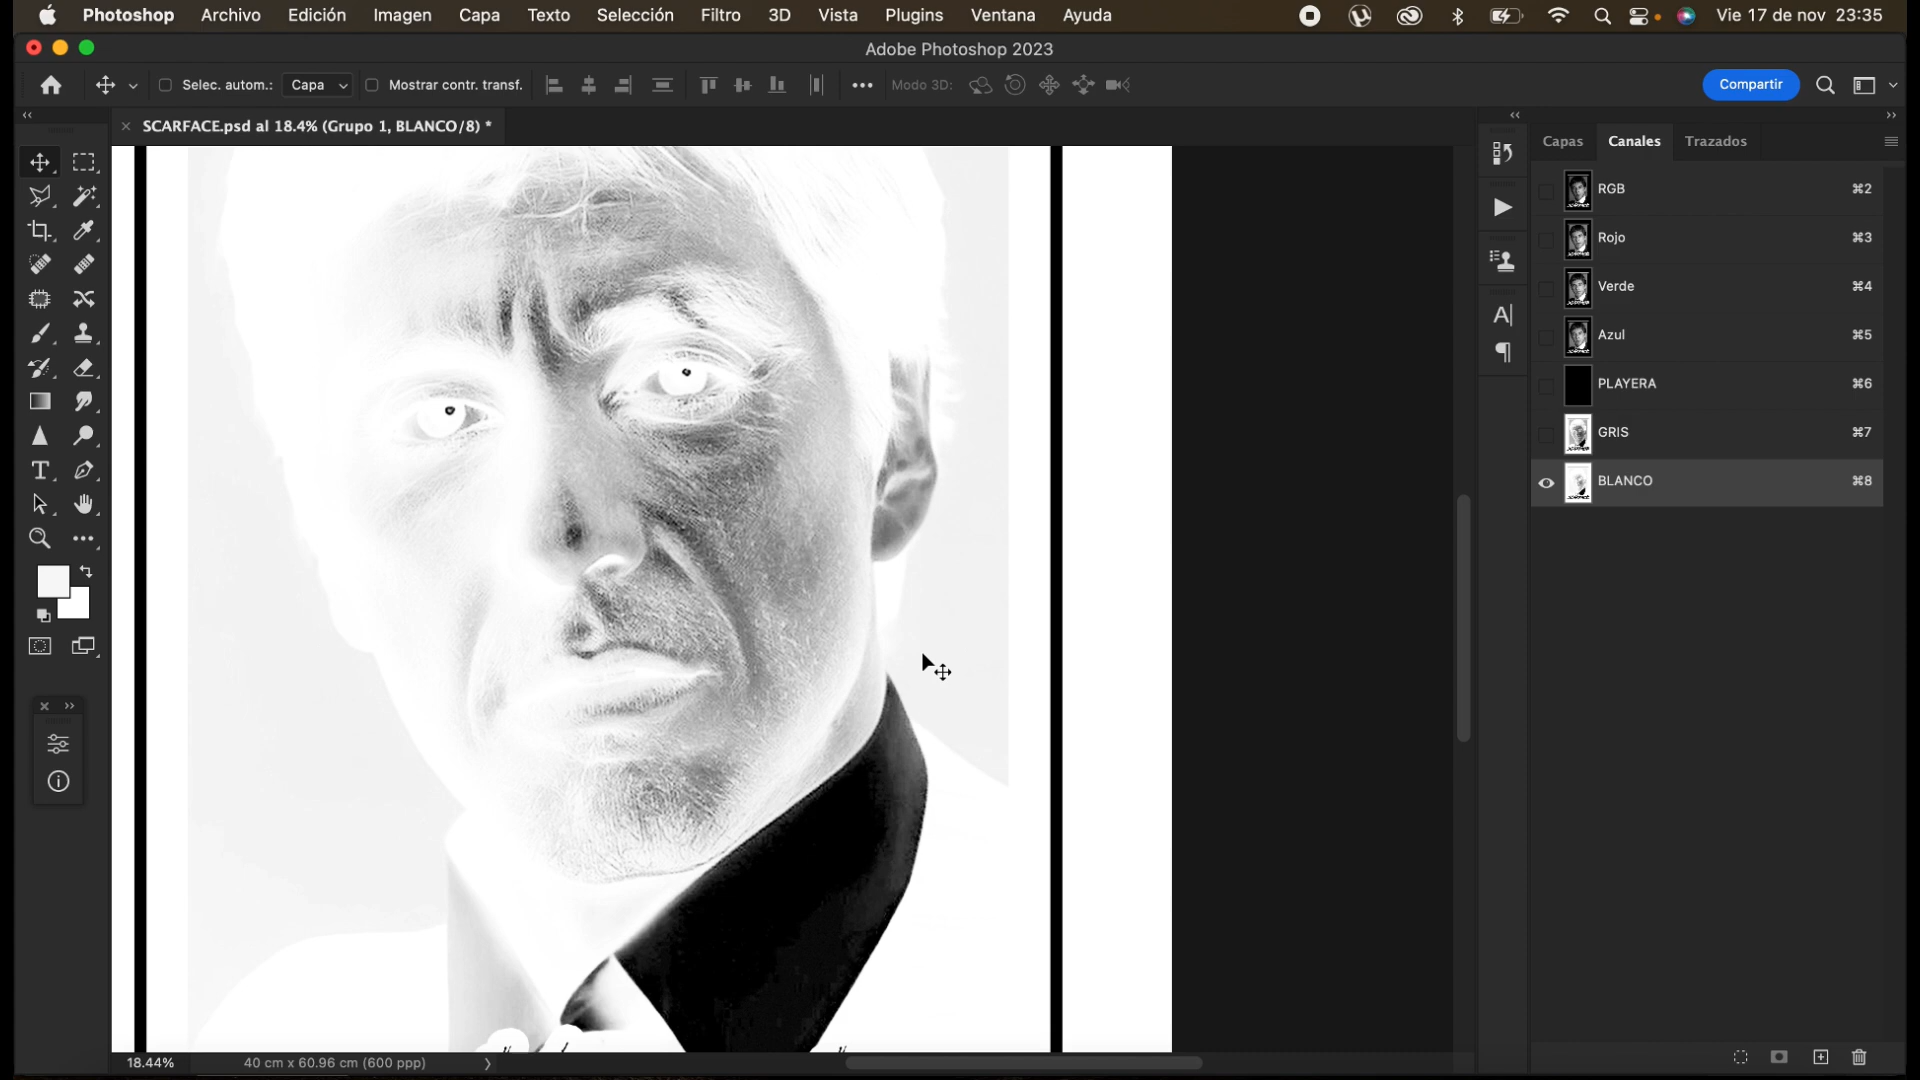 Photoshop Archivo Edición Imagen Capa Texto Selección Filtro 3D Vista Plugins Ventana Ayuda Vie 17 de nov 23:35
Adobe Photoshop 2023
Selec. autom.: Capa Mostrar contr. transf. Modo 3D: Compartir
SCARFACE.psd al 18.4% (Grupo 1, BLANCO/8) *
Capas Canales Trazados
RGB ⌘2
Rojo ⌘3
Verde ⌘4
Azul ⌘5
PLAYERA ⌘6
GRIS ⌘7
BLANCO ⌘8
18.44% 40 cm x 60.96 cm (600 ppp)